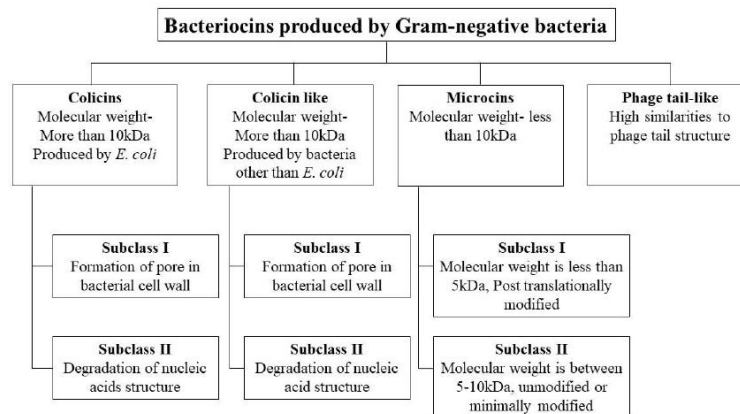 Bacteriocins produced by Gram-negative bacteria
Colicins
Molecular weight-
More than 10kDa
Produced by E. coli
Colicin like
Molecular weight-
More than 10kDa
Produced by bacteria
other than E. coli
Microcins
Molecular weight- less
than 10kDa
Phage tail-like
High similarities to
phage tail structure
Subclass I
Formation of pore in
bacterial cell wall
Subclass I
Formation of pore in
bacterial cell wall
Subclass I
Molecular weight is less than
5kDa, Post translationally
modified
Subclass II
Degradation of nucleic
acids structure
Subclass II
Degradation of nucleic
acid structure
Subclass II
Molecular weight is between
5-10kDa, unmodified or
minimally modified